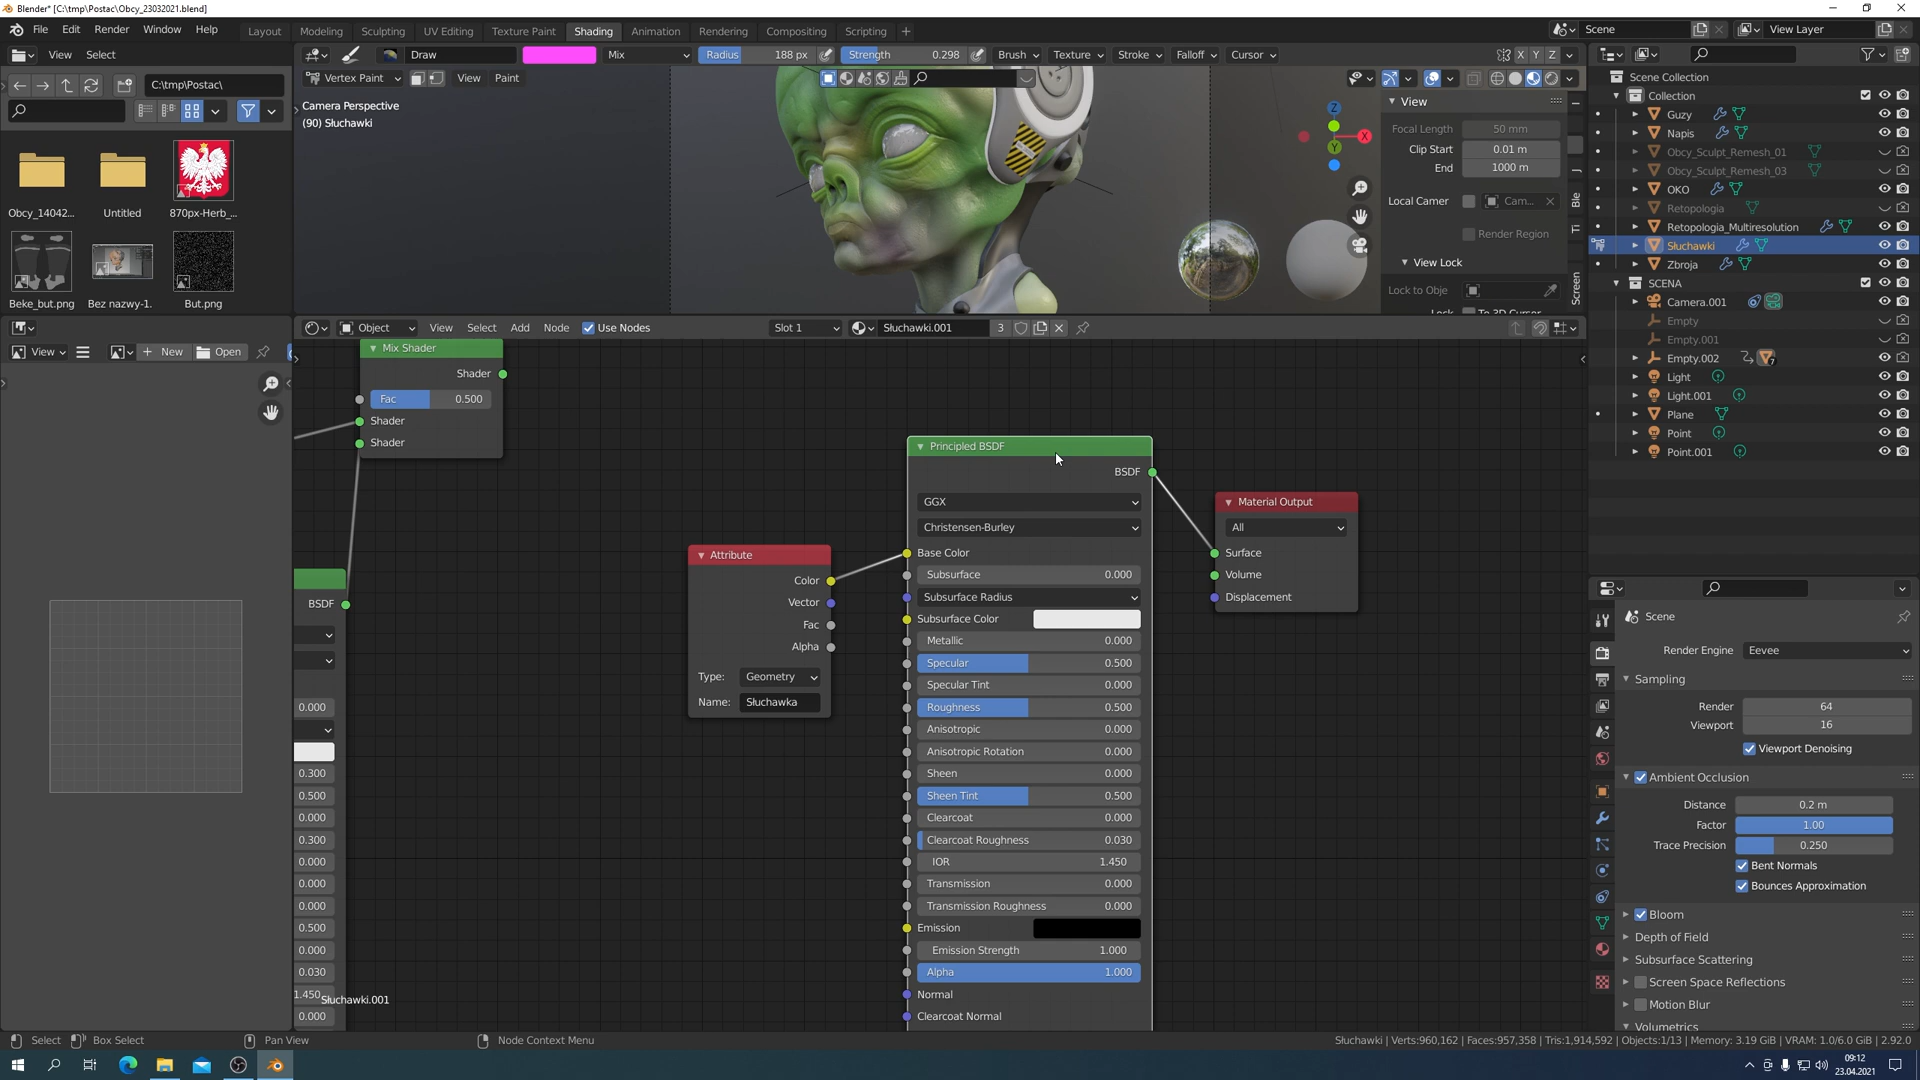 Blender* [C:\tmp\Postac\Obcy_23032021.blend]
File Edit Render Window Help Layout Modeling Sculpting UV Editing Texture Paint Shading Animation Rendering Compositing Scripting + Scene View Layer
View Select Draw Mix Radius 188 px Strength 0.298 Brush Texture Stroke Falloff Cursor X Y Z
C:\tmp\Postac\ Vertex Paint View Paint
Camera Perspective
(90) Słuchawki
Obcy_14042... Untitled 870px-Herb_...
Beke_but.png Bez nazwy-1. But.png
Z X Y
View
Focal Length 50 mm
Clip Start 0.01 m
End 1000 m
Local Camer Cam...
Render Region
View Lock
Lock to Obje
Lock To 3D Cursor
Ble
Screen
Scene Collection
Collection
Guzy
Napis
Obcy_Sculpt_Remesh_01
Obcy_Sculpt_Remesh_03
OKO
Retopologia
Retopologia_Multiresolution
Słuchawki
Zbroja
SCENA
Camera.001
Empty
Empty.001
Empty.002 7
Light
Light.001
Plane
Point
Point.001
View + New Open
Object View Select Add Node Use Nodes Slot 1 Słuchawki.001 3
Mix Shader
Shader
Fac 0.500
Shader
Shader
BSDF
0.000
0.300
0.500
0.000
0.300
0.000
0.000
0.000
0.500
0.000
0.030
1.450
0.000
Słuchawki.001
Attribute
Color
Vector
Fac
Alpha
Type: Geometry
Name: Słuchawka
Principled BSDF
BSDF
GGX
Christensen-Burley
Base Color
Subsurface 0.000
Subsurface Radius
Subsurface Color
Metallic 0.000
Specular 0.500
Specular Tint 0.000
Roughness 0.500
Anisotropic 0.000
Anisotropic Rotation 0.000
Sheen 0.000
Sheen Tint 0.500
Clearcoat 0.000
Clearcoat Roughness 0.030
IOR 1.450
Transmission 0.000
Transmission Roughness 0.000
Emission
Emission Strength 1.000
Alpha 1.000
Normal
Clearcoat Normal
Material Output
All
Surface
Volume
Displacement
Scene
Render Engine Eevee
Sampling
Render 64
Viewport 16
Viewport Denoising
Ambient Occlusion
Distance 0.2 m
Factor 1.00
Trace Precision 0.250
Bent Normals
Bounces Approximation
Bloom
Depth of Field
Subsurface Scattering
Screen Space Reflections
Motion Blur
Volumetrics
Select Box Select Pan View Node Context Menu Słuchawki | Verts:960,162 | Faces:957,358 | Tris:1,914,592 | Objects:1/13 | Memory: 3.19 GiB | VRAM: 1.0/6.0 GiB | 2.92.0
09:12
23.04.2021